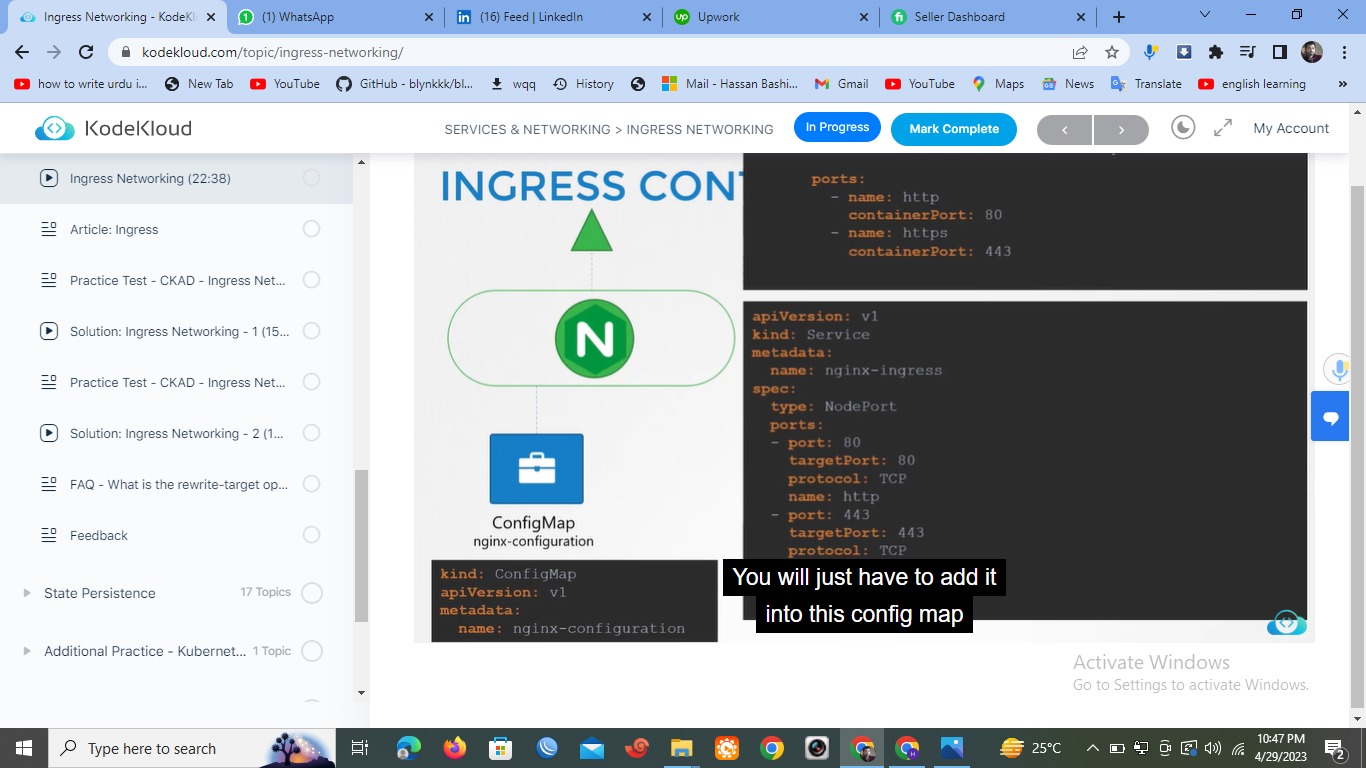 Ingress Networking - Kode Kloud
(1) WhatsApp
(16) Feed | LinkedIn
Upwork
Seller Dashboard
kodekloud.com/topic/ingress-networking/
how to write urdu i...
New Tab
YouTube
GitHub - blynkkk/bl...
wqq
History
Mail - Hassan Bashi...
Gmail
YouTube
Maps
News
Translate
english learning
KodeKloud
SERVICES & NETWORKING > INGRESS NETWORKING
In Progress
Mark Complete
My Account
Ingress Networking (22:38)
Article: Ingress
Practice Test - CKAD - Ingress Net...
Solution: Ingress Networking - 1 (15...
Practice Test - CKAD - Ingress Net...
Solution: Ingress Networking - 2 (1...
FAQ - What is the rewrite-target op...
Feedback
State Persistence
17 Topics
Additional Practice - Kubernet...
1 Topic
INGRESS CONT
N
ConfigMap
nginx-configuration
kind: ConfigMap
apiVersion: v1
metadata:
name: nginx-configuration
ports:
- name: http
containerPort: 80
- name: https
containerPort: 443
apiVersion: v1
kind: Service
metadata:
name: nginx-ingress
spec:
type: NodePort
ports:
- port: 80
targetPort: 80
protocol: TCP
name: http
- port: 443
targetPort: 443
protocol: TCP
You will just have to add it
into this config map
Activate Windows
Go to Settings to activate Windows.
Type here to search
25°C
10:47 PM
4/29/2023
2